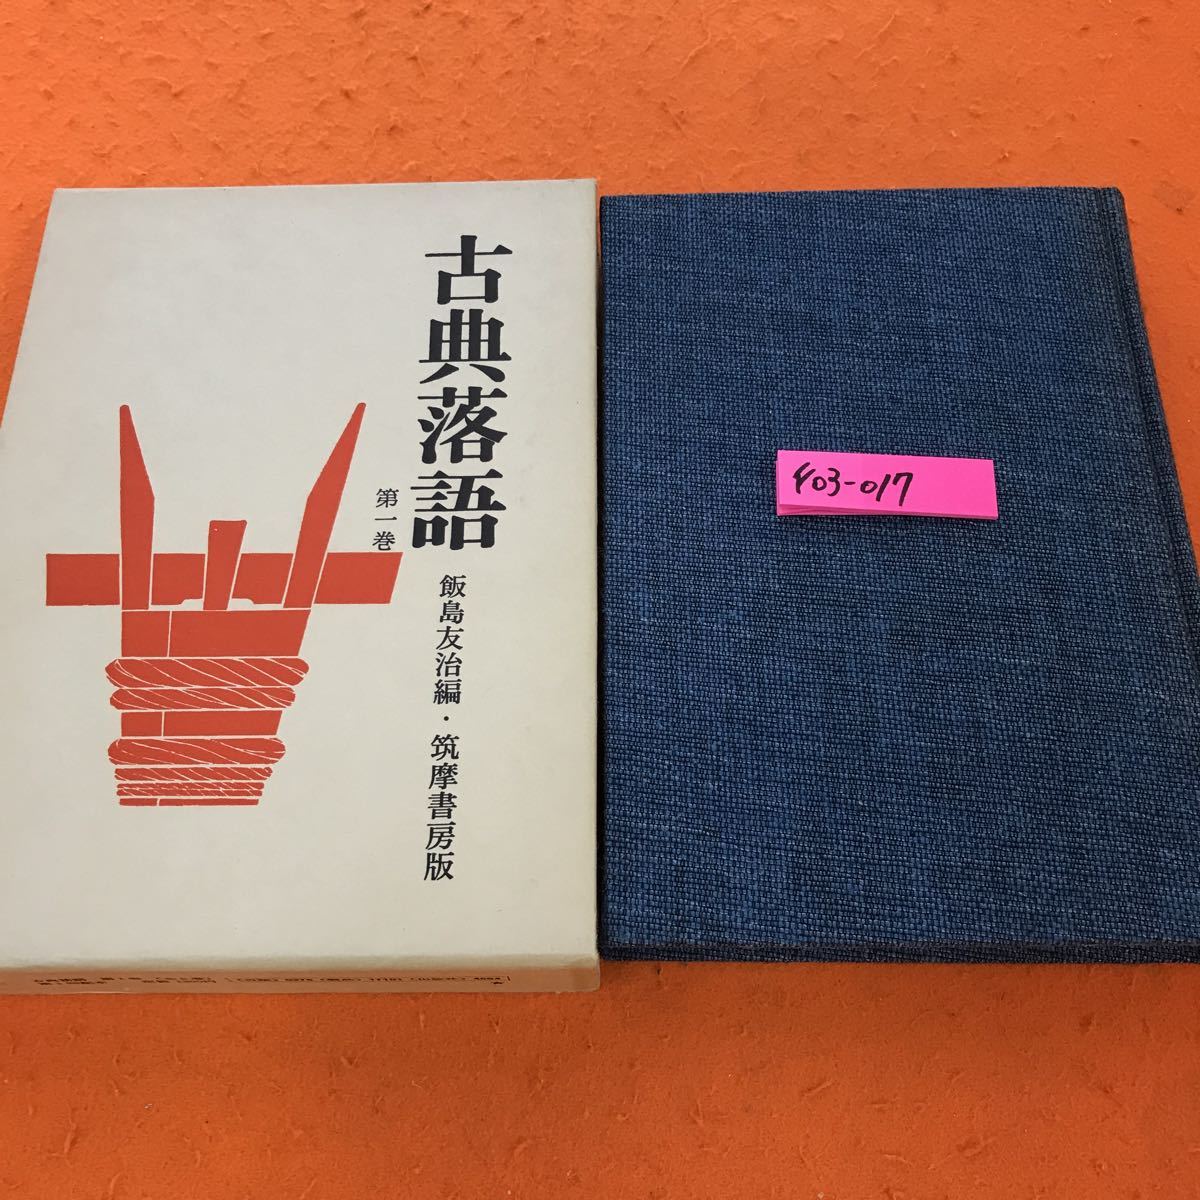 古典落語
第一巻
飯島友治編・筑摩書房版
403-017